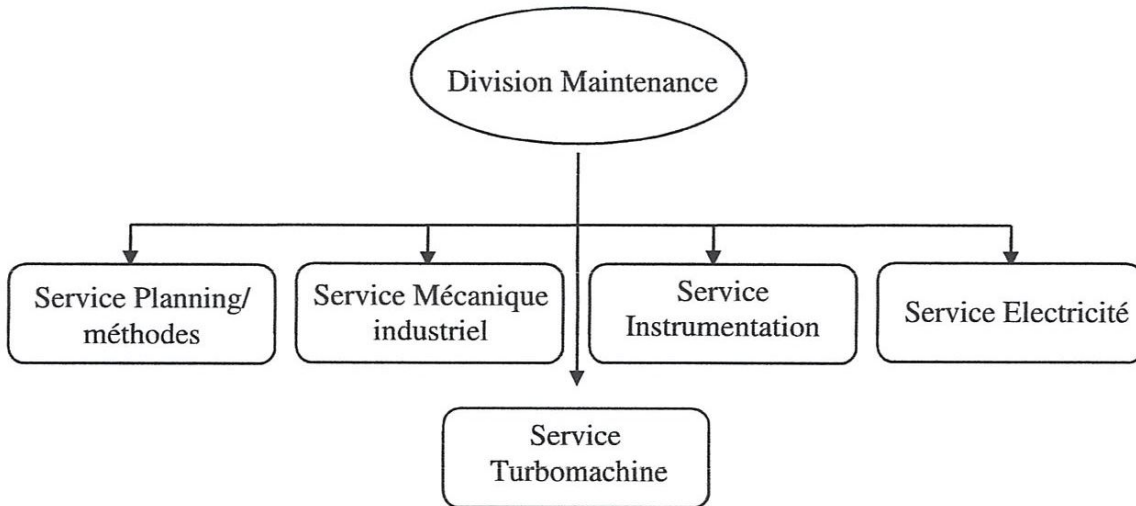 Division Maintenance
Service Planning/
méthodes
Service Mécanique
industriel
Service
Instrumentation
Service Electricité
Service
Turbomachine